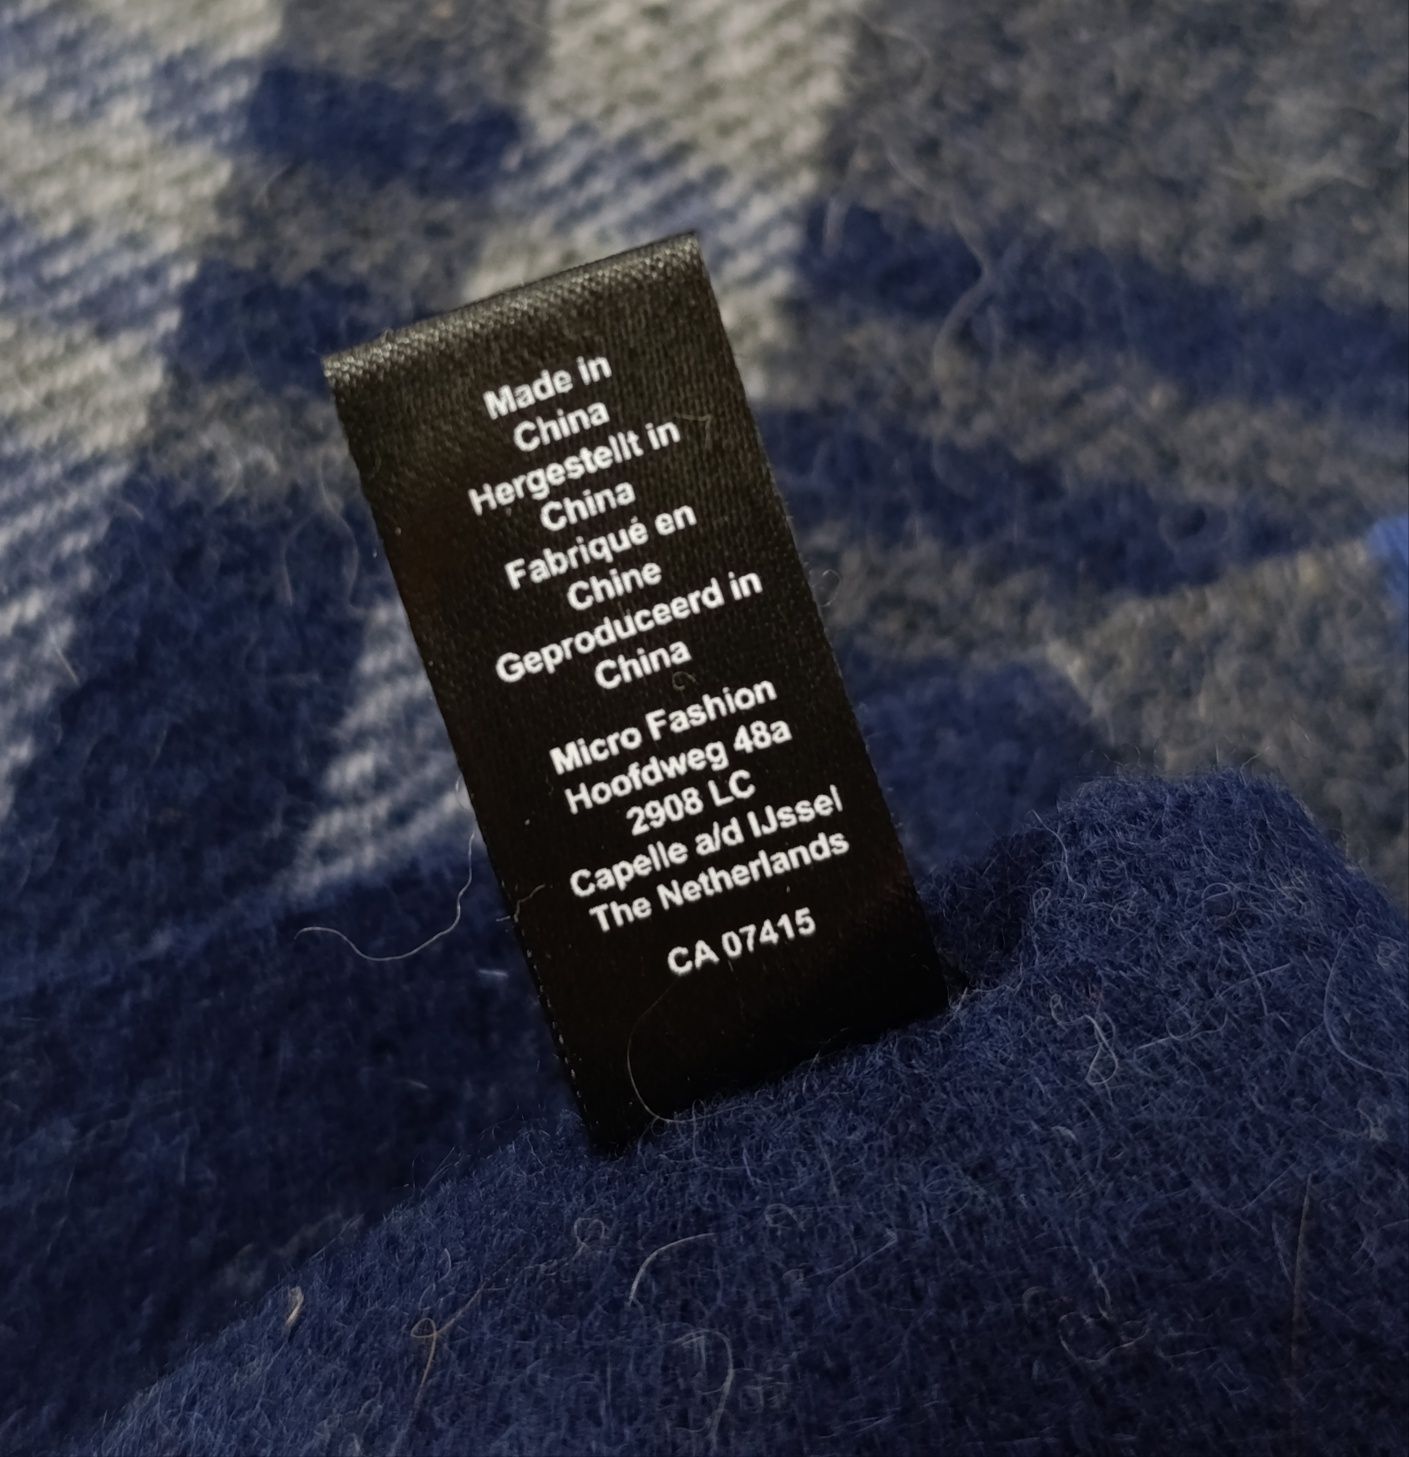 Made in
China
Hergestellt in
China
Fabriqué en
Chine
Geproduceerd in
China
Micro Fashion
Hoofdweg 48a
2908 LC
Capelle a/d IJssel
The Netherlands
CA 07415